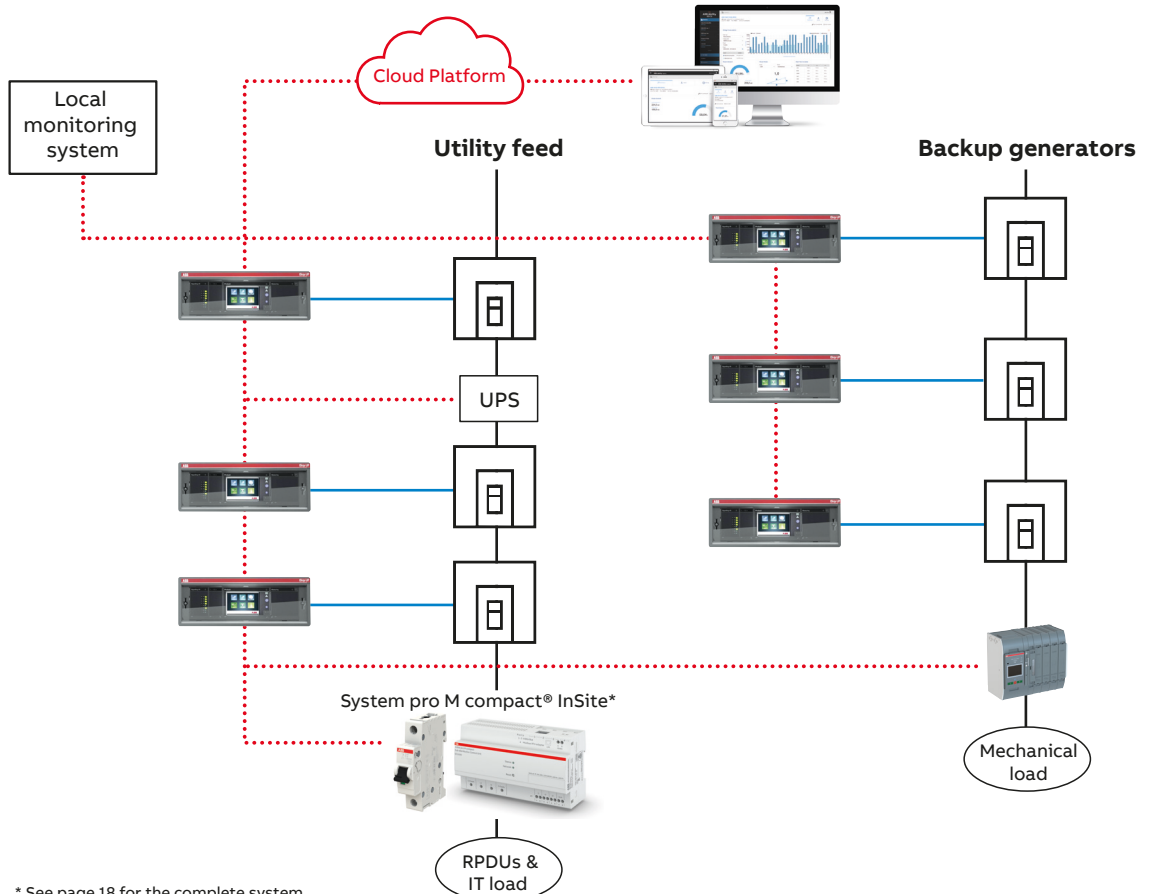 Cloud Platform
Local
monitoring
system
Utility feed
Backup generators
UPS
System pro M compact® InSite*
Mechanical
load
RPDUs &
IT load
* See page 18 for the complete system